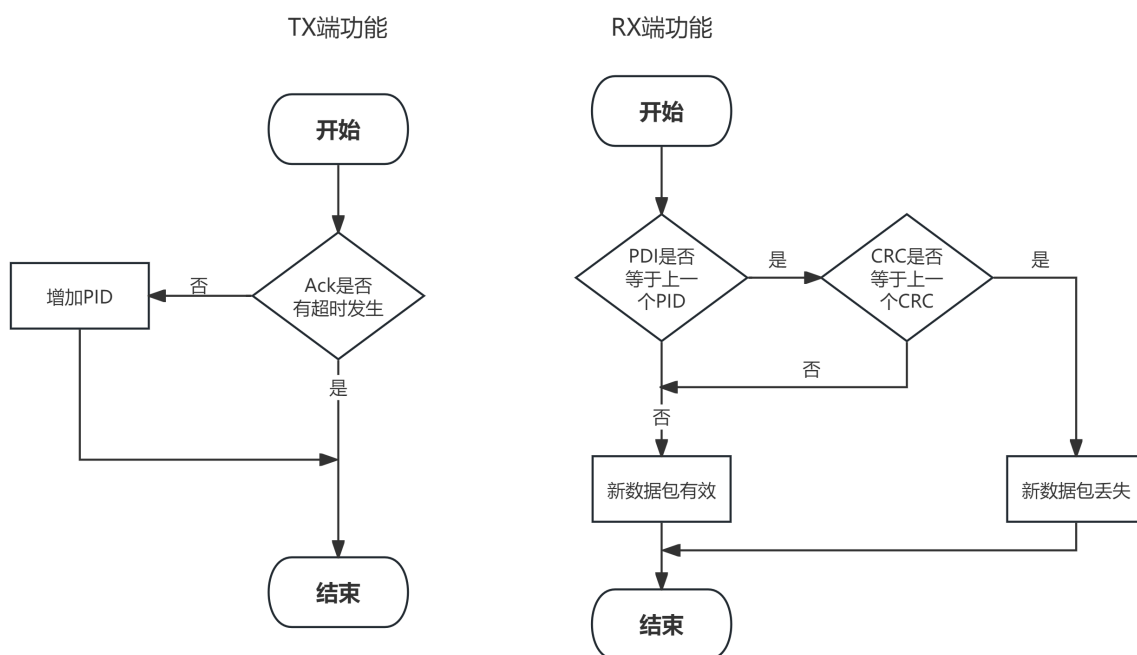 TX端功能
开始
Ack是否
有超时发生
否
增加PID
是
结束
RX端功能
开始
PDI是否
等于上一
个PID
是
CRC是否
等于上一
个CRC
是
否
否
新数据包有效
新数据包丢失
结束